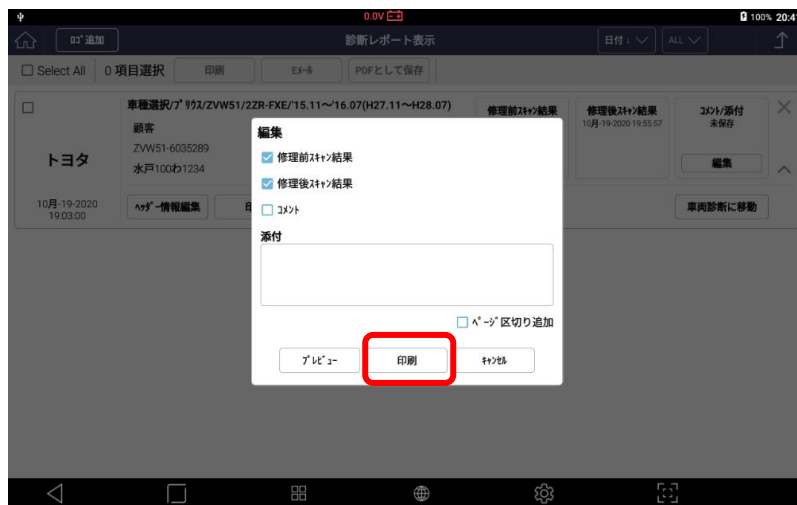 0.0V 100% 20:4
ﾛｺﾞ追加 診断レポート表示 日付↓ ALL
Select All 0 項目選択 印刷 Eﾒｰﾙ PDFとして保存
車種選択/ﾌﾟﾘｳｽ/ZVW51/2ZR-FXE/'15.11〜'16.07(H27.11〜H28.07)
顧客
ZVW51-6035289
水戸100わ1234
トヨタ
10月-19-2020
19:03:00
ﾍｯﾀﾞｰ情報編集
修理前ｽｷｬﾝ結果
修理後ｽｷｬﾝ結果
10月-19-2020 19:55:57
ｺﾒﾝﾄ/添付
未保存
編集
車両診断に移動
編集
修理前ｽｷｬﾝ結果
修理後ｽｷｬﾝ結果
ｺﾒﾝﾄ
添付
ﾍﾟｰｼﾞ区切り追加
ﾌﾟﾚﾋﾞｭｰ 印刷 ｷｬﾝｾﾙ